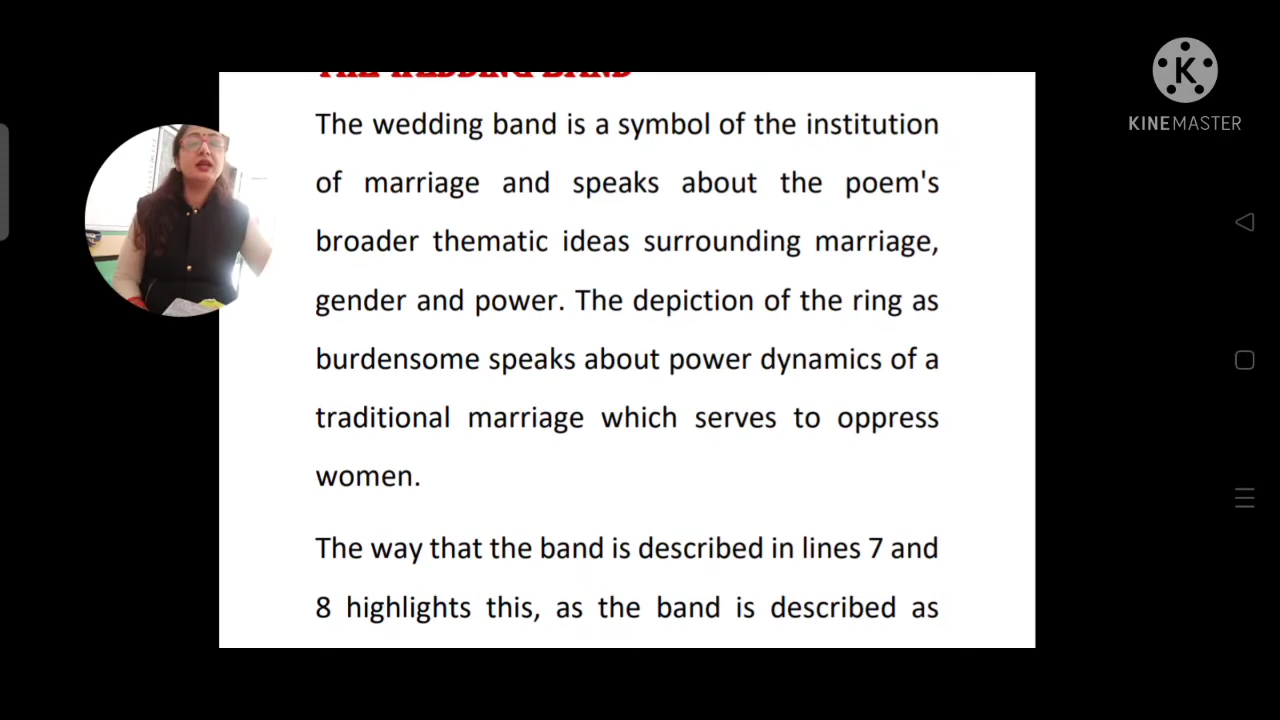 THE WEDDING BAND
The wedding band is a symbol of the institution
of marriage and speaks about the poem's
broader thematic ideas surrounding marriage,
gender and power. The depiction of the ring as
burdensome speaks about power dynamics of a
traditional marriage which serves to oppress
women.
The way that the band is described in lines 7 and
8 highlights this, as the band is described as
K
KINEMASTER